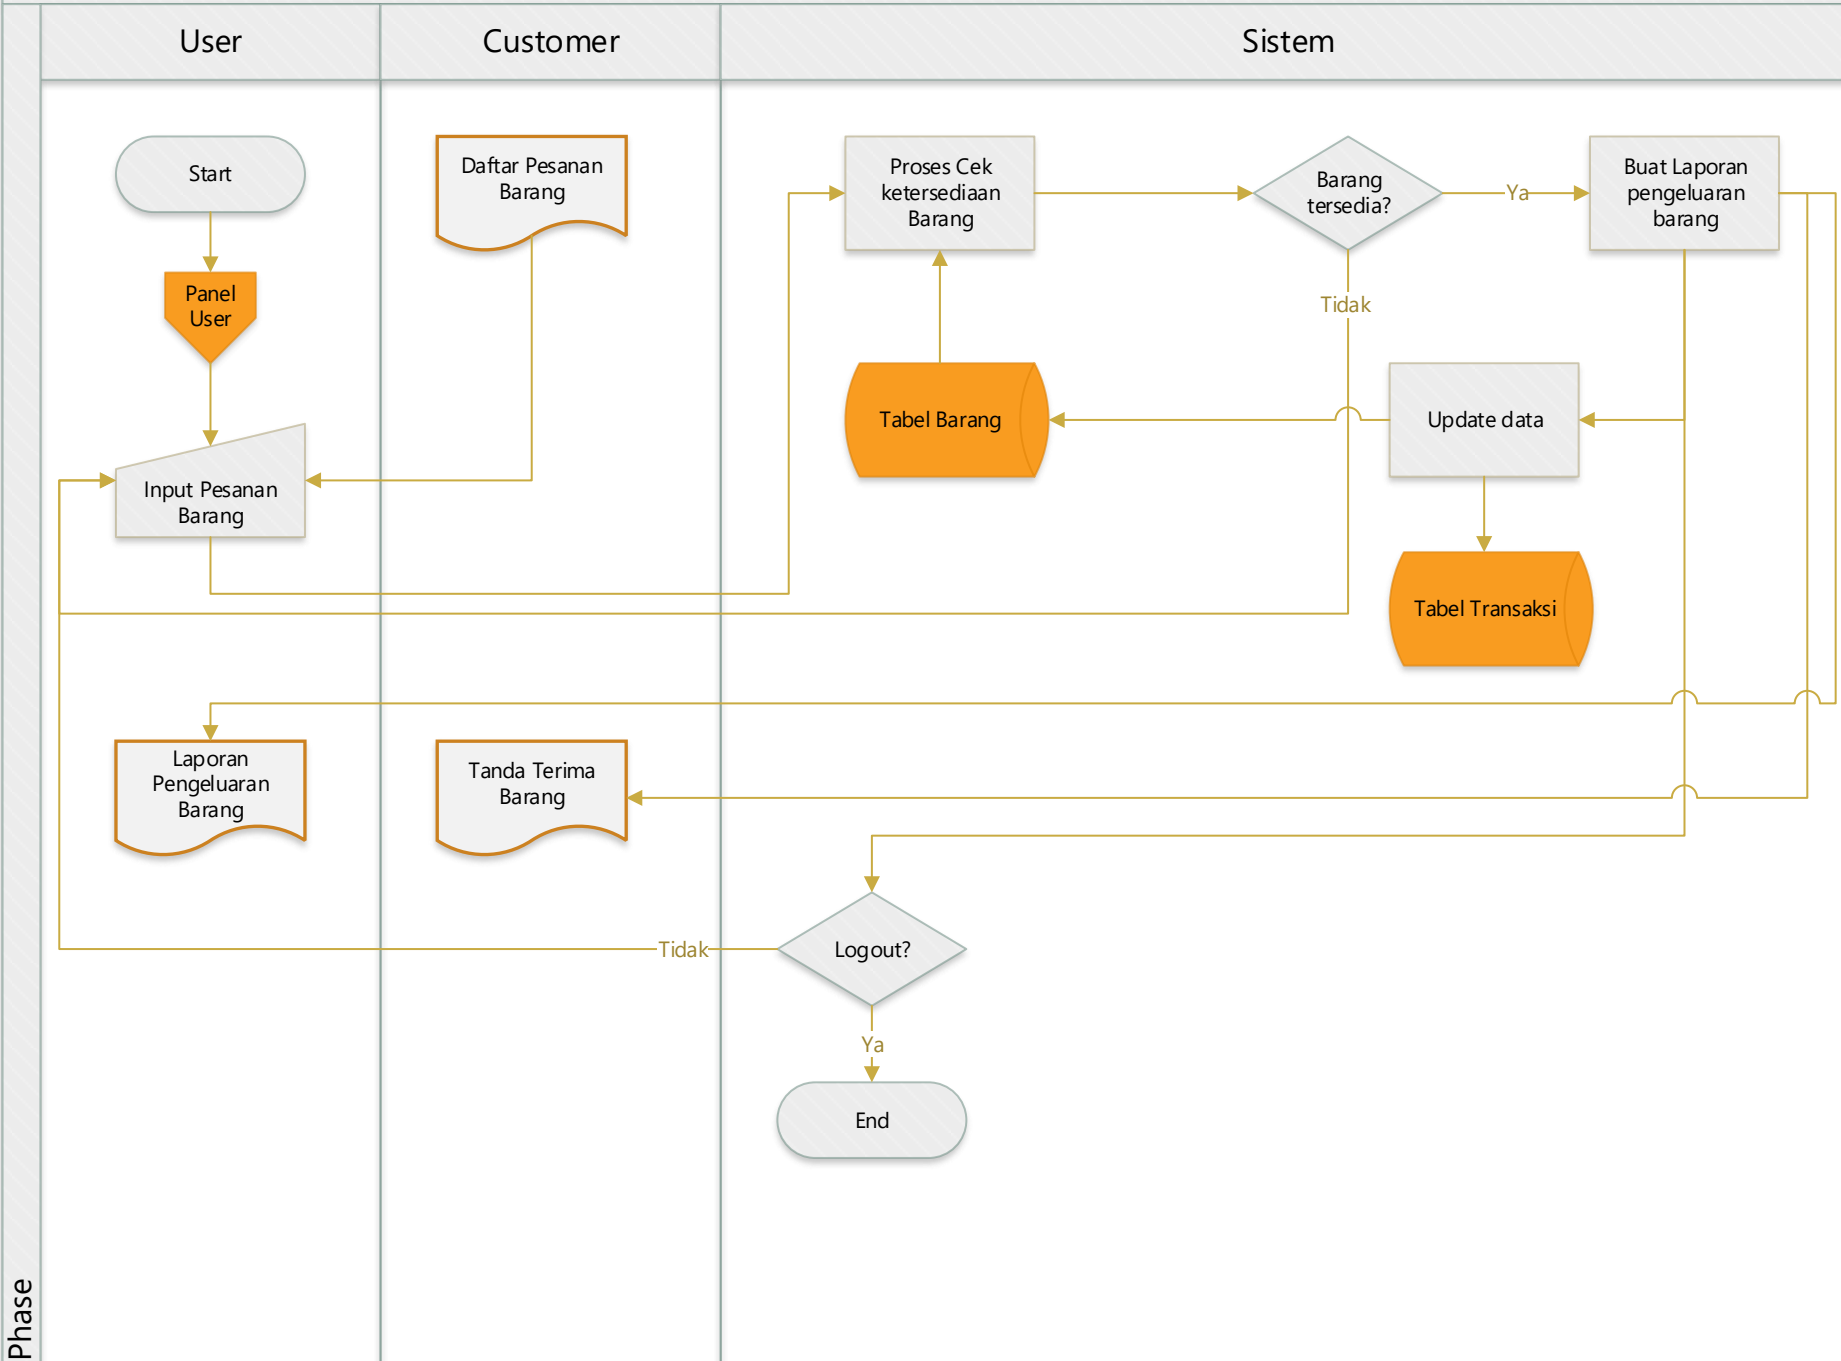 User
Customer
Sistem
Start
Daftar Pesanan
Barang
Proses Cek
ketersediaan
Barang
Barang
tersedia?
Ya
Buat Laporan
pengeluaran
barang
Panel
User
Tidak
Tabel Barang
Update data
Input Pesanan
Barang
Tabel Transaksi
Laporan
Pengeluaran
Barang
Tanda Terima
Barang
Tidak
Logout?
Ya
End
Phase